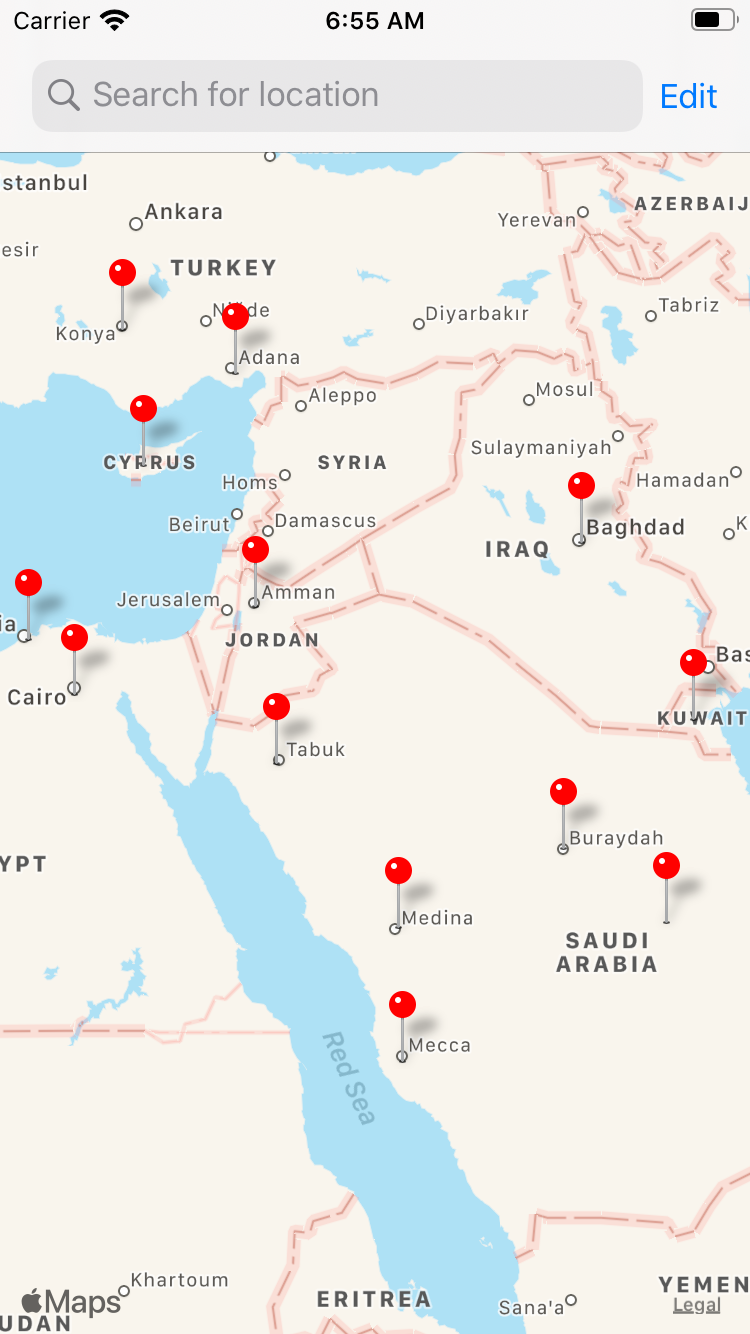 Carrier
6:55 AM
Search for location
Edit
stanbul
Ankara
AZERBAIJ
Yerevan
esir
TURKEY
Tabriz
Diyarbakır
Konya
Adana
Mosul
Aleppo
Sulaymaniyah
CYPRUS
SYRIA
Homs
Hamadan
Beirut
Damascus
K
Baghdad
IRAQ
Amman
Jerusalem
ia
JORDAN
Bas
Cairo
KUWAIT
Tabuk
Buraydah
YPT
Medina
SAUDI
ARABIA
Mecca
Red Sea
Khartoum
YEMEN
Maps
ERITREA
Sana'a
Legal
UDAN